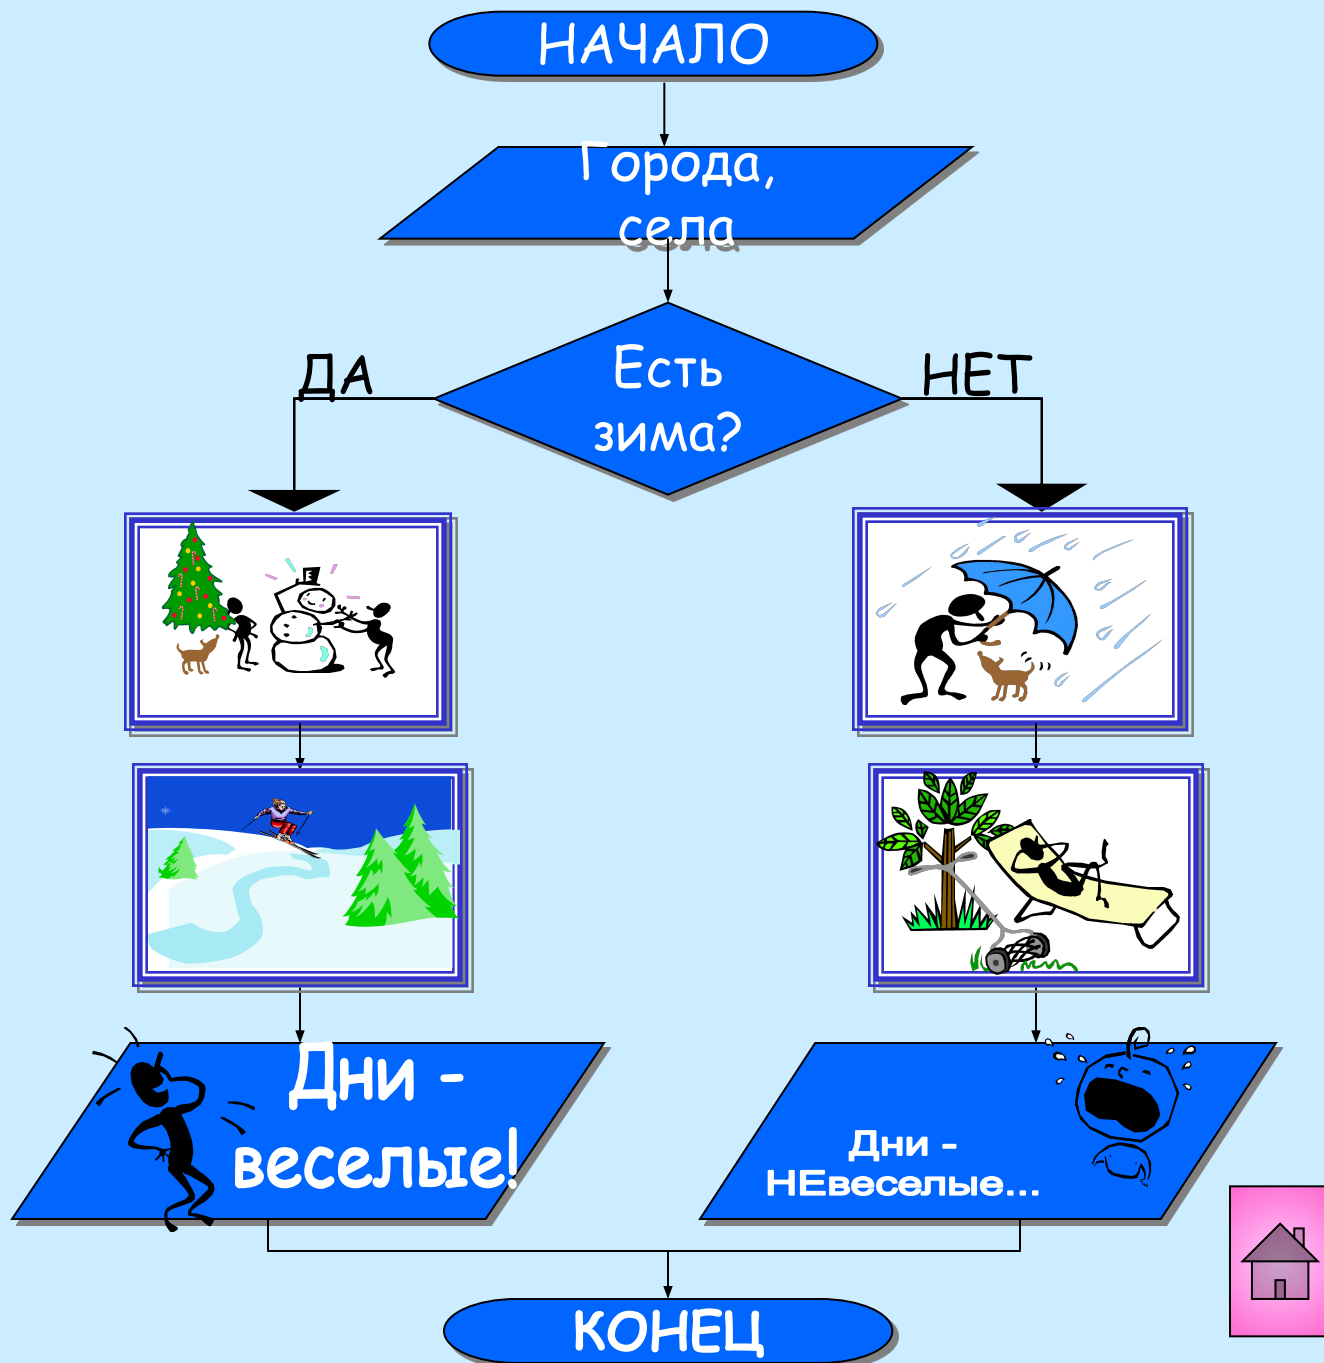 НАЧАЛО
Города,
села
Есть
зима?
ДА
НЕТ
Дни -
веселые!
Дни -
НЕвеселые...
КОНЕЦ